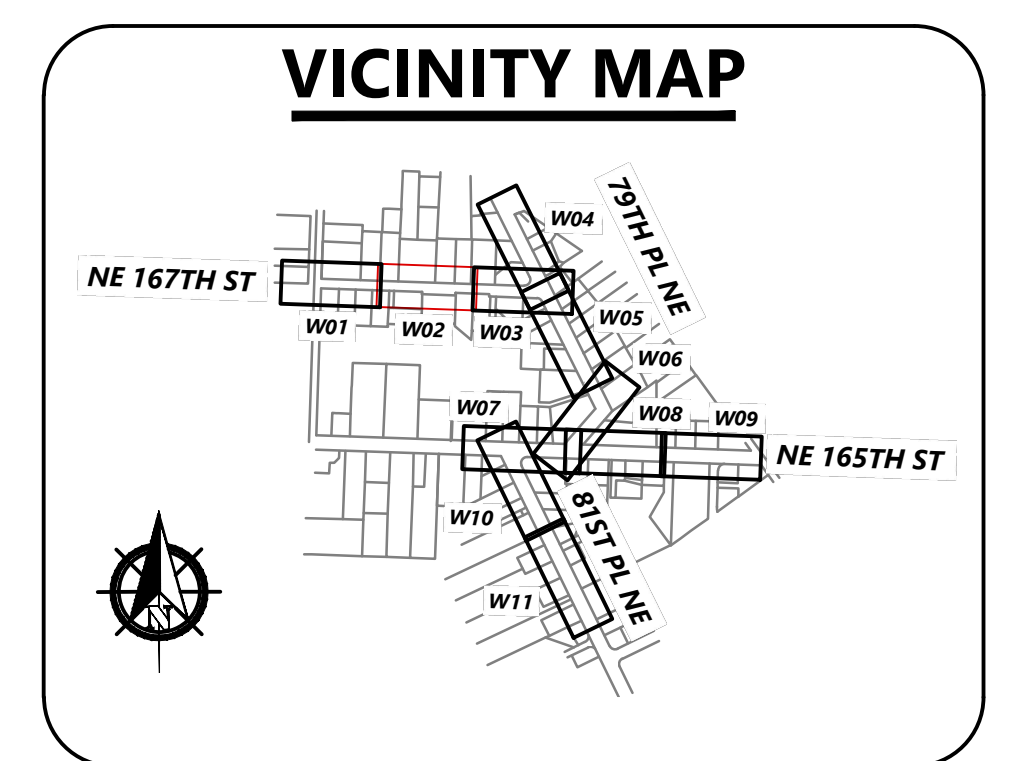 VICINITY MAP
79TH PL NE
W04
NE 167TH ST
W01
W02
W03
W05
W06
W07
W08
W09
NE 165TH ST
W10
81ST PL NE
W11
N